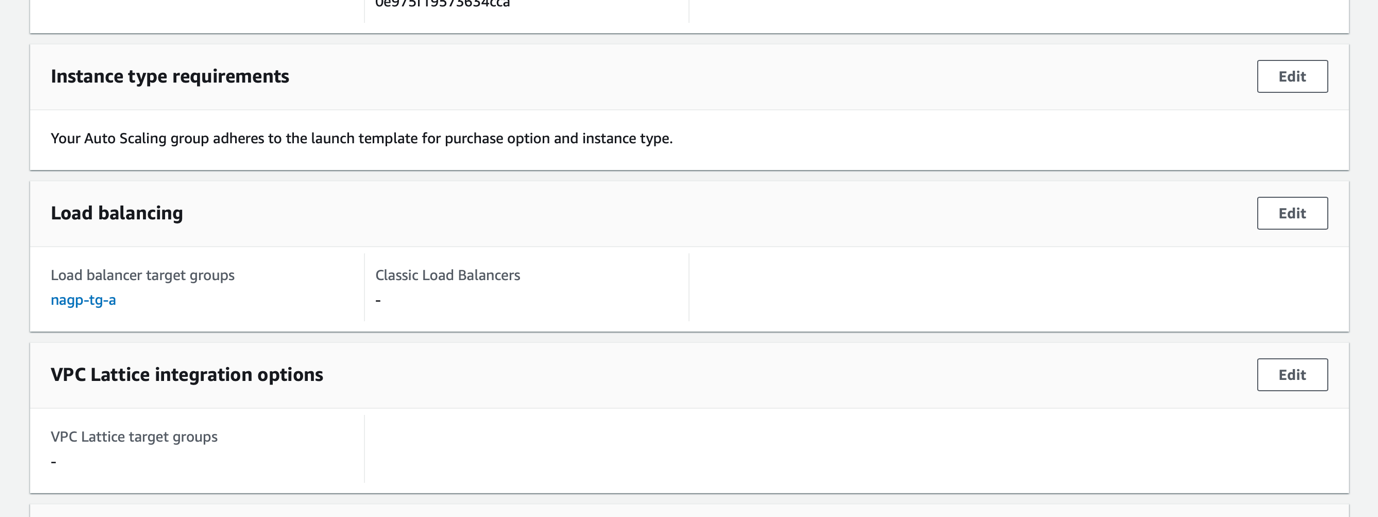 Instance type requirements
Edit
Your Auto Scaling group adheres to the launch template for purchase option and instance type.
Load balancing
Edit
Load balancer target groups
Classic Load Balancers
nagp-tg-a
-
VPC Lattice integration options
Edit
VPC Lattice target groups
-